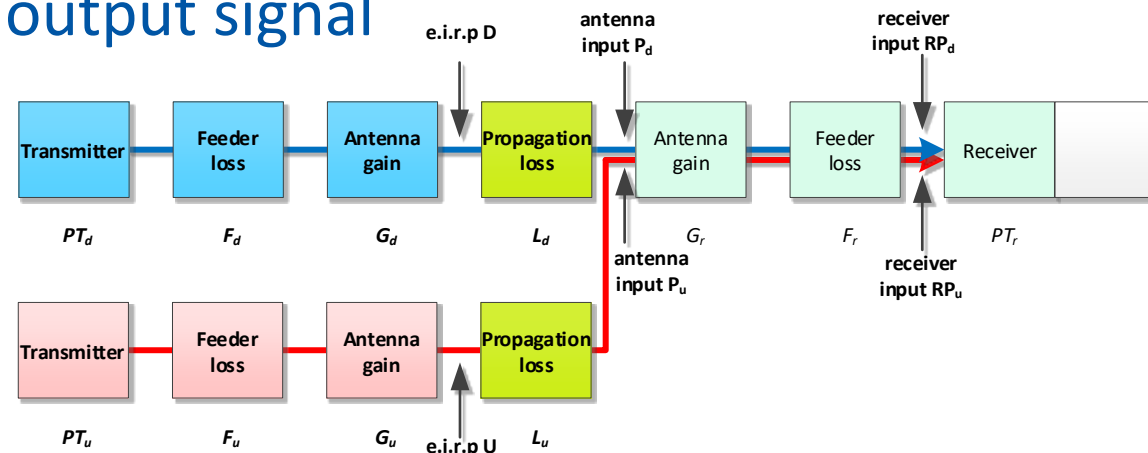 output signal
e.i.r.p D
antenna
input Pd
receiver
input RPd
Transmitter
Feeder
loss
Antenna
gain
Propagation
loss
Antenna
gain
Feeder
loss
Receiver
PTd
Fd
Gd
Ld
Gr
Fr
PTr
antenna
input Pu
receiver
input RPu
Transmitter
Feeder
loss
Antenna
gain
Propagation
loss
PTu
Fu
Gu
e.i.r.p U
Lu